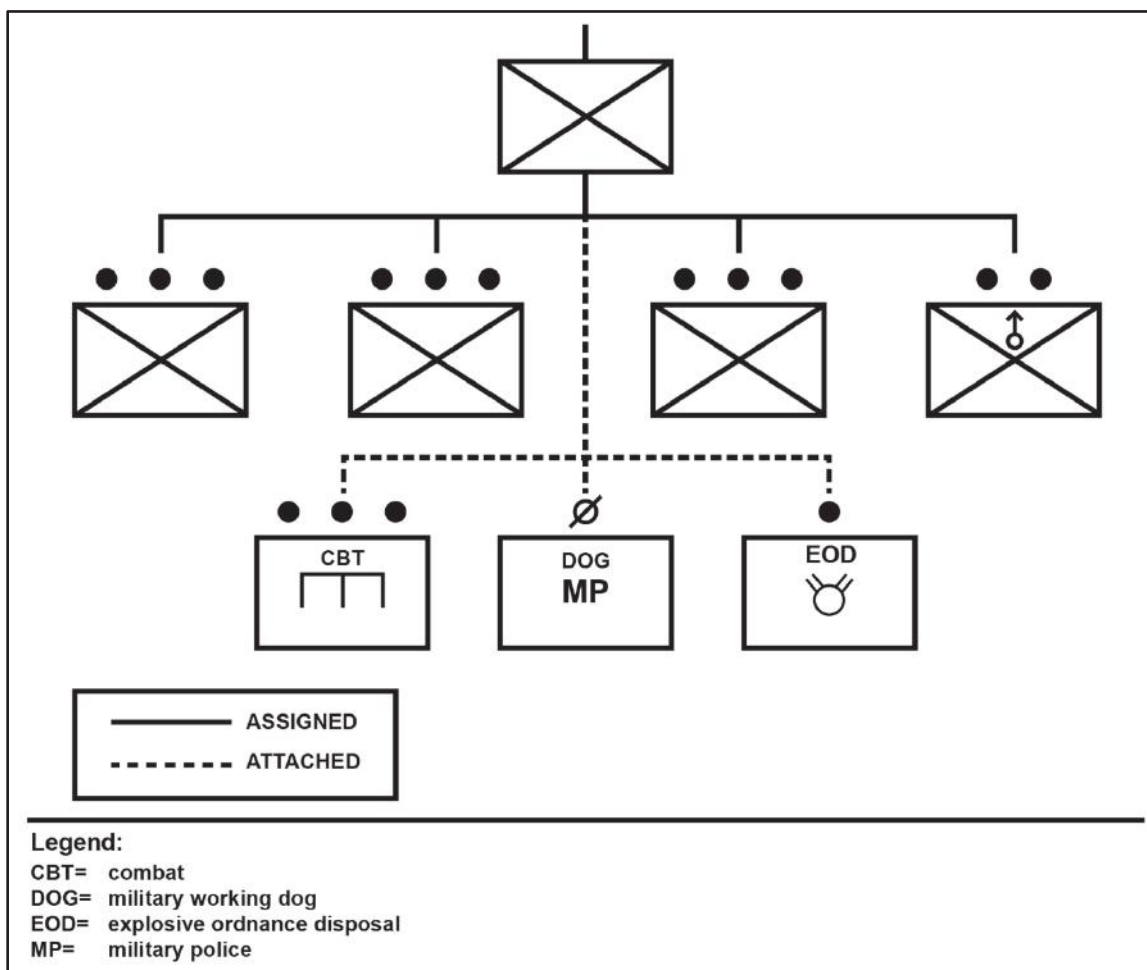 CBT
DOG
MP
EOD
ASSIGNED
ATTACHED
Legend:
CBT= combat
DOG= military working dog
EOD= explosive ordnance disposal
MP= military police